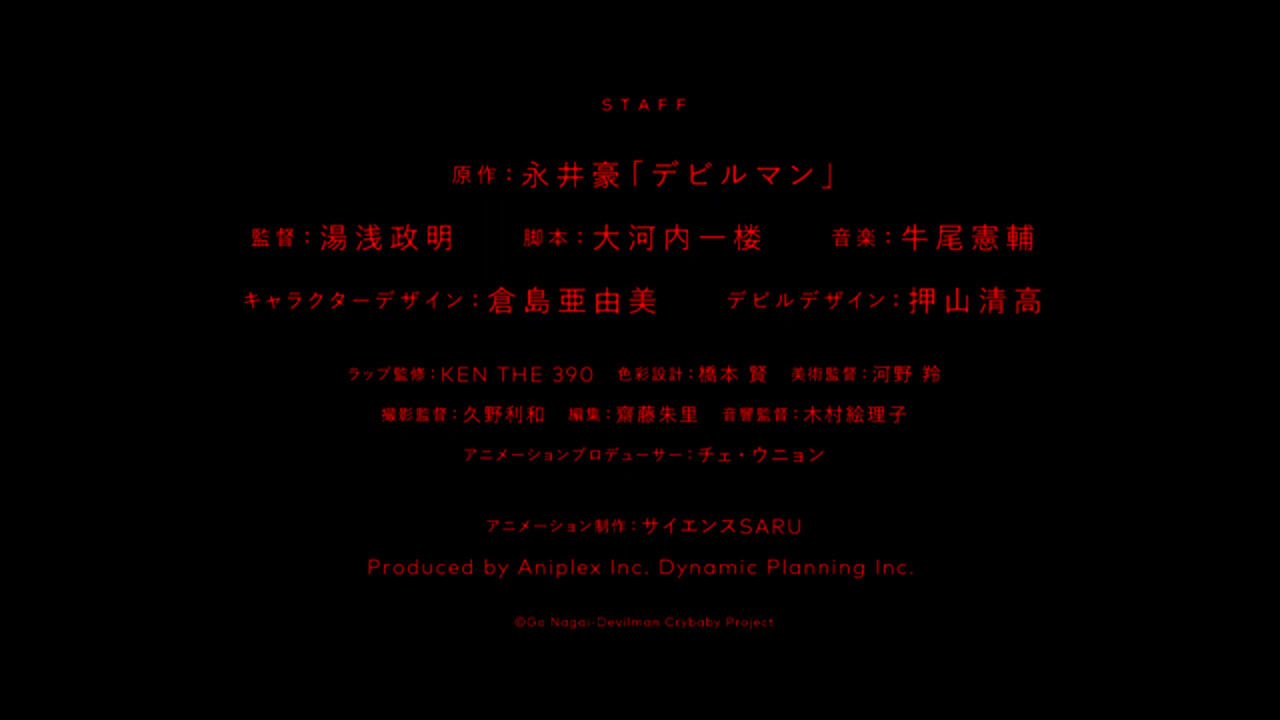 STAFF
原作：永井豪「デビルマン」
監督：湯浅政明 脚本：大河内一楼 音楽：牛尾憲輔
キャラクターデザイン：倉島亜由美 デビルデザイン：押山清高
ラップ監修：KEN THE 390 色彩設計：橋本 賢 美術監督：河野 羚
撮影監督：久野利和 編集：齋藤朱里 音響監督：木村絵理子
アニメーションプロデューサー：チェ・ウニョン
アニメーション制作：サイエンスSARU
Produced by Aniplex Inc. Dynamic Planning Inc.
©Go Nagai-Devilman Crybaby Project